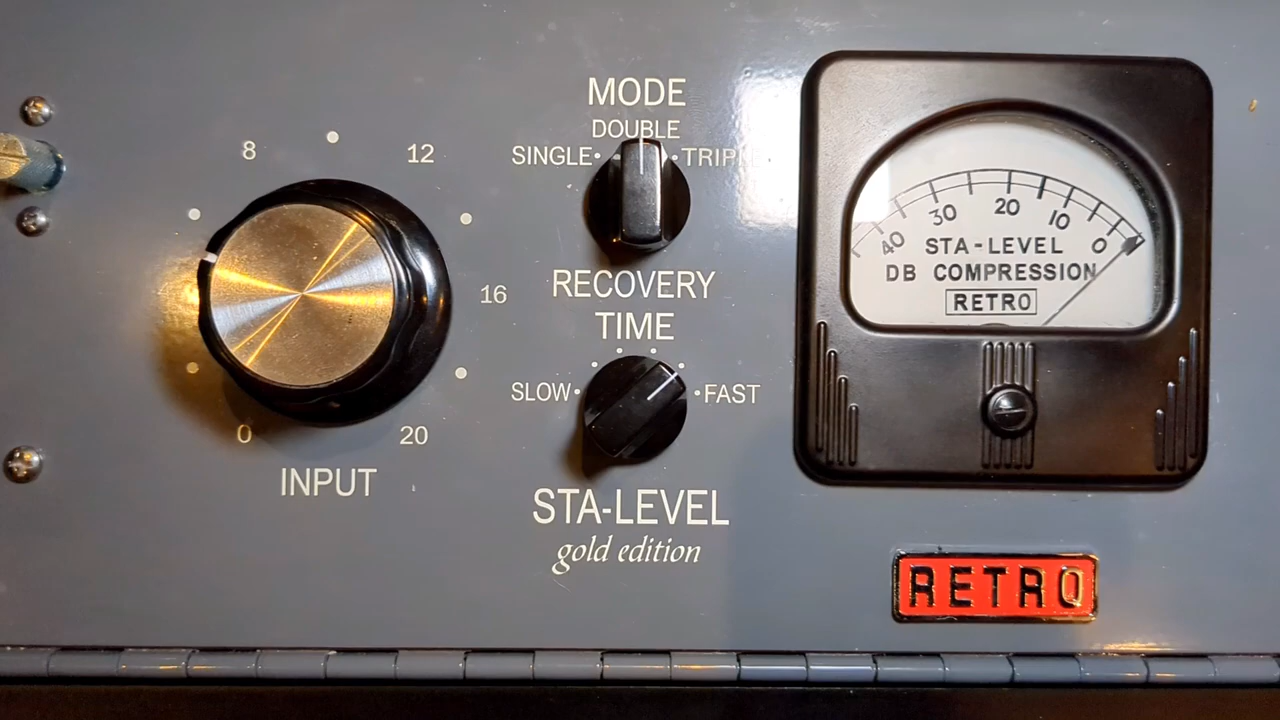 MODE
DOUBLE
SINGLE TRIPLE
8 12
16
0 20
INPUT
RECOVERY
TIME
SLOW FAST
STA-LEVEL
gold edition
40 30 20 10 0
STA-LEVEL
DB COMPRESSION
RETRO
RETRO